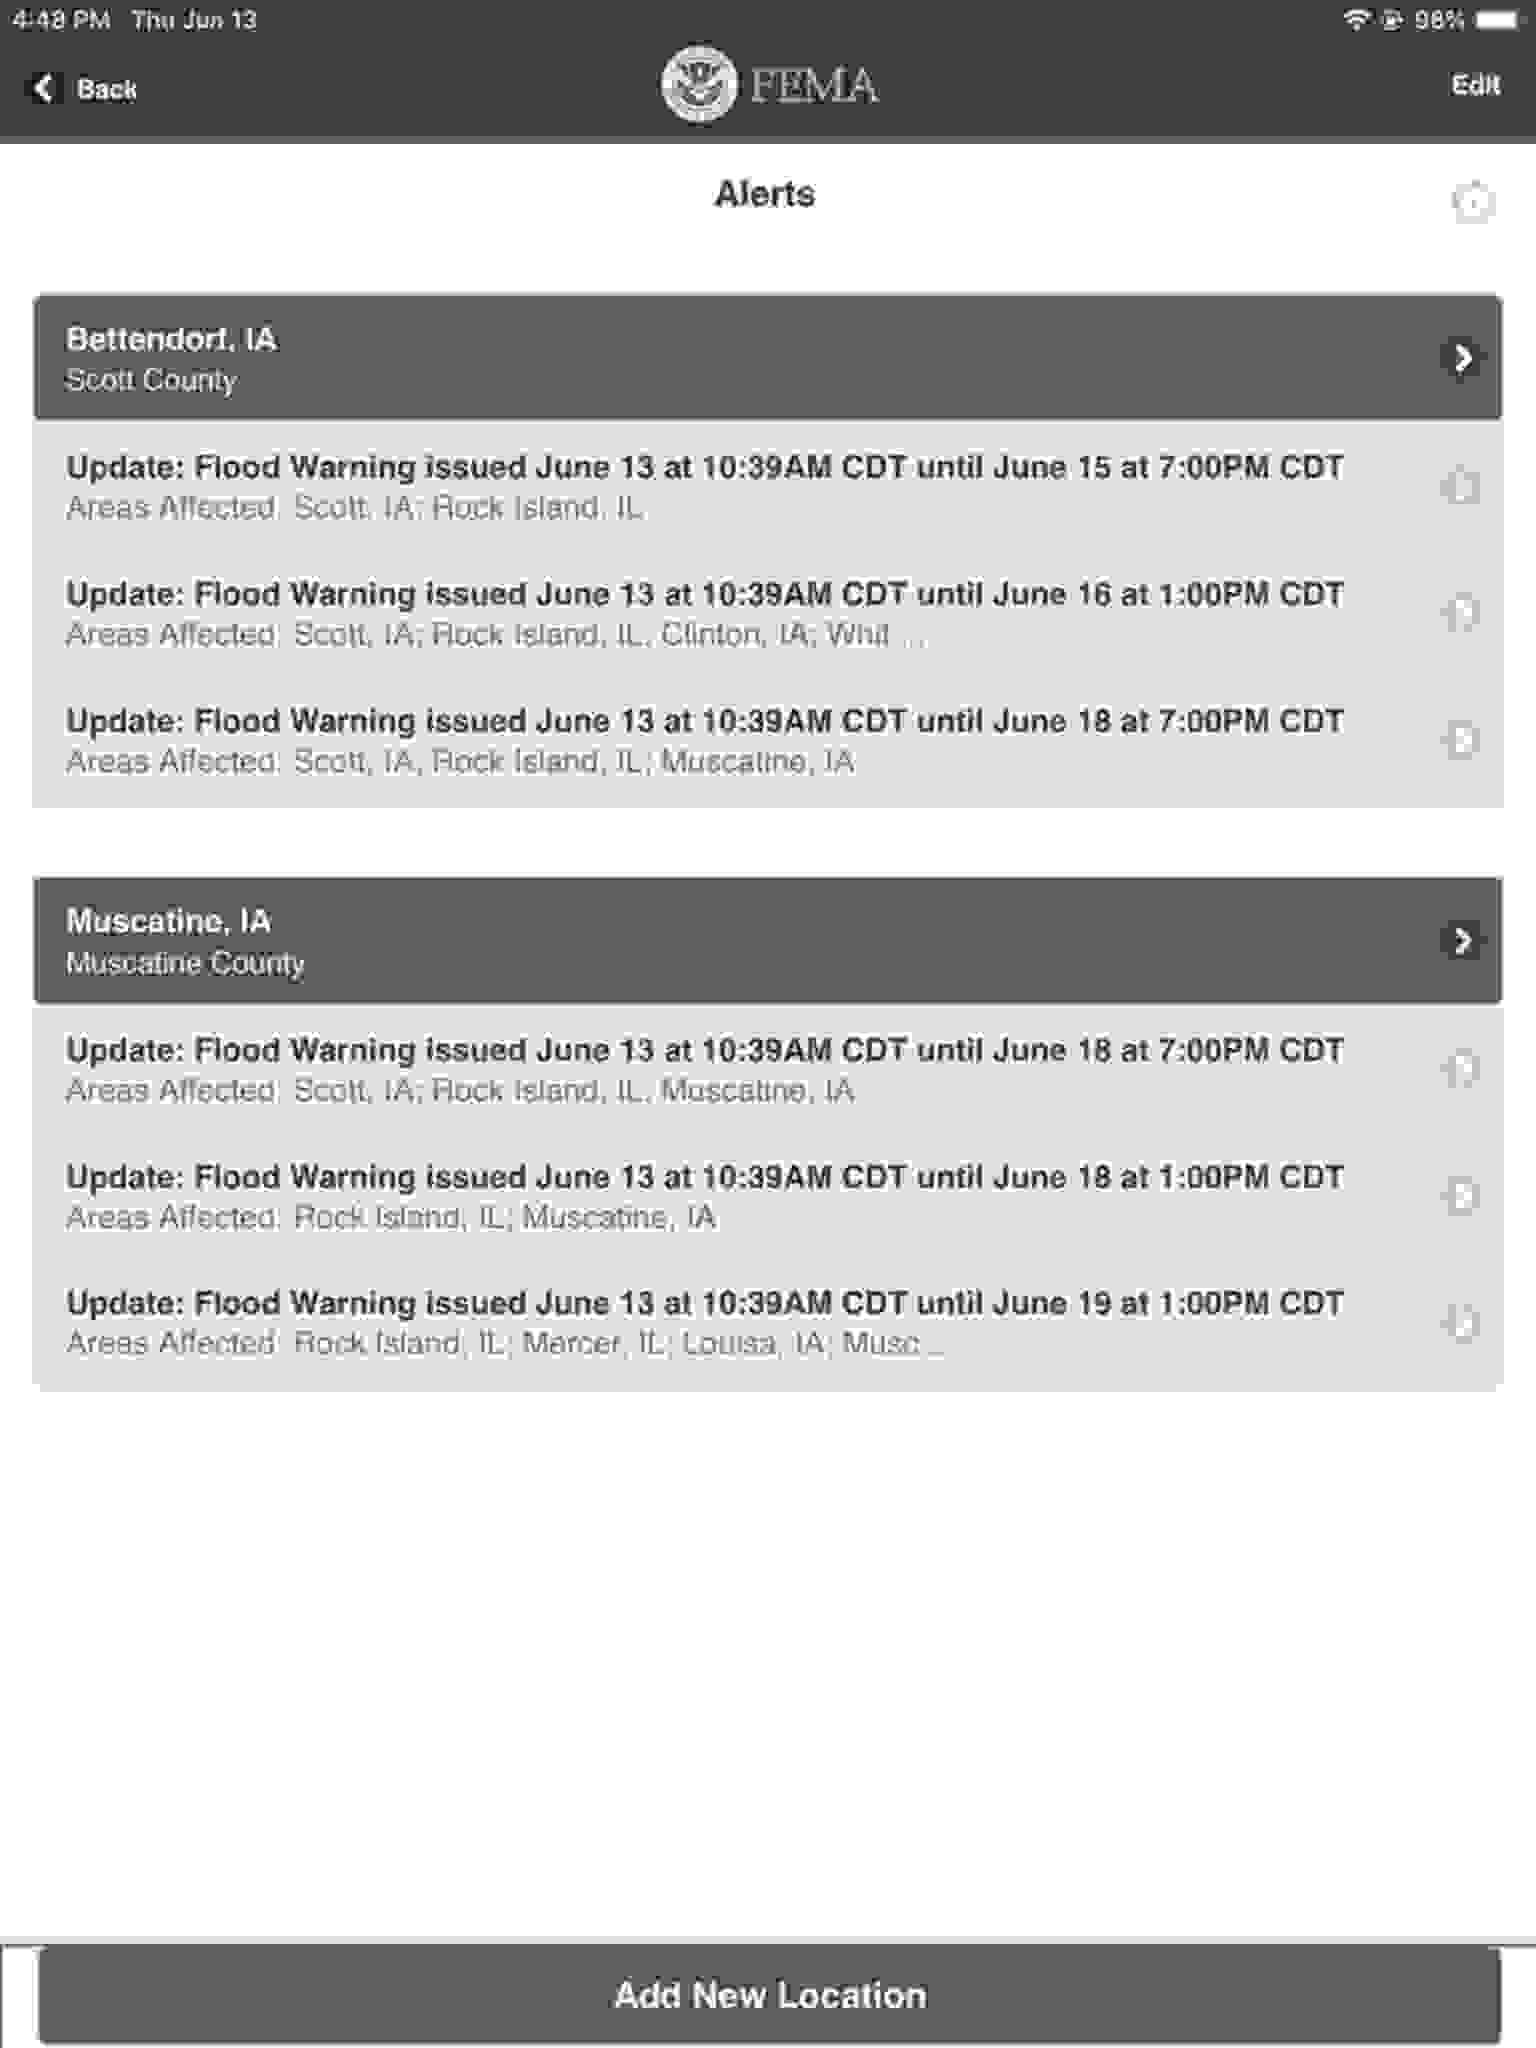 4:48 PM Thu Jun 13
98%
Back
FEMA
Edit
Alerts
Bettendorf, IA
Scott County
Update: Flood Warning issued June 13 at 10:39AM CDT until June 15 at 7:00PM CDT
Areas Affected: Scott, IA; Rock Island, IL
Update: Flood Warning issued June 13 at 10:39AM CDT until June 16 at 1:00PM CDT
Areas Affected: Scott, IA; Rock Island, IL; Clinton, IA; Whit ...
Update: Flood Warning issued June 13 at 10:39AM CDT until June 18 at 7:00PM CDT
Areas Affected: Scott, IA; Rock Island, IL; Muscatine, IA
Muscatine, IA
Muscatine County
Update: Flood Warning issued June 13 at 10:39AM CDT until June 18 at 7:00PM CDT
Areas Affected: Scott, IA; Rock Island, IL; Muscatine, IA
Update: Flood Warning issued June 13 at 10:39AM CDT until June 18 at 1:00PM CDT
Areas Affected: Rock Island, IL; Muscatine, IA
Update: Flood Warning issued June 13 at 10:39AM CDT until June 19 at 1:00PM CDT
Areas Affected: Rock Island, IL; Mercer, IL; Louisa, IA; Musc ...
Add New Location